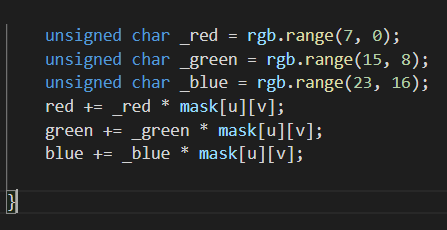 unsigned char _red = rgb.range(7, 0);
unsigned char _green = rgb.range(15, 8);
unsigned char _blue = rgb.range(23, 16);
red += _red * mask[u][v];
green += _green * mask[u][v];
blue += _blue * mask[u][v];
}